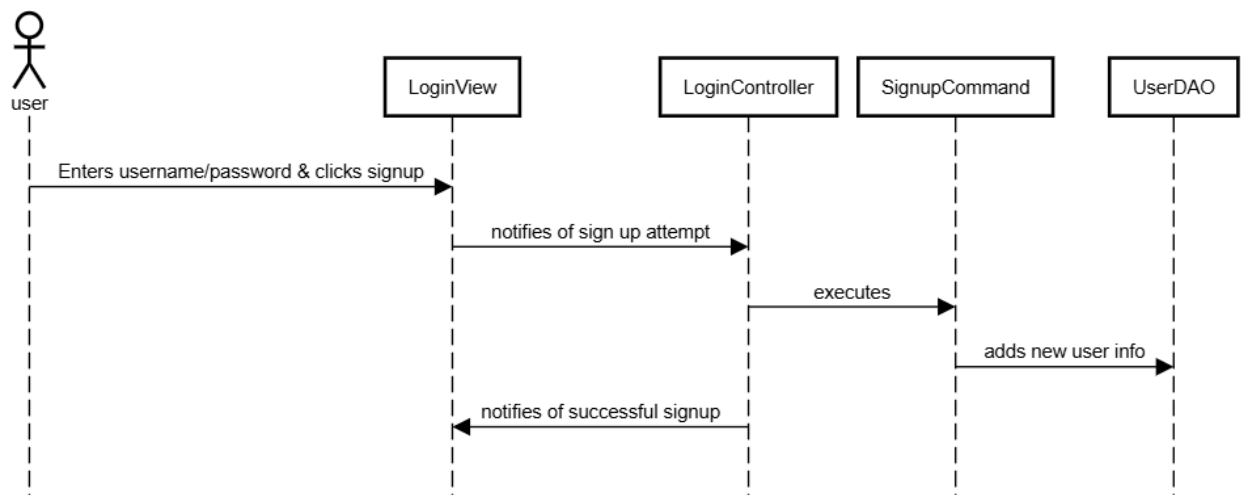 user
LoginView
LoginController
SignupCommand
UserDAO
Enters username/password & clicks signup
notifies of sign up attempt
executes
adds new user info
notifies of successful signup